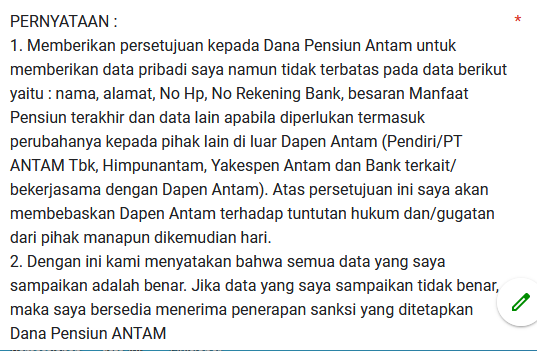 PERNYATAAN : *
1. Memberikan persetujuan kepada Dana Pensiun Antam untuk
memberikan data pribadi saya namun tidak terbatas pada data berikut
yaitu : nama, alamat, No Hp, No Rekening Bank, besaran Manfaat
Pensiun terakhir dan data lain apabila diperlukan termasuk
perubahanya kepada pihak lain di luar Dapen Antam (Pendiri/PT
ANTAM Tbk, Himpunantam, Yakespen Antam dan Bank terkait/
bekerjasama dengan Dapen Antam). Atas persetujuan ini saya akan
membebaskan Dapen Antam terhadap tuntutan hukum dan/gugatan
dari pihak manapun dikemudian hari.
2. Dengan ini kami menyatakan bahwa semua data yang saya
sampaikan adalah benar. Jika data yang saya sampaikan tidak benar,
maka saya bersedia menerima penerapan sanksi yang ditetapkan
Dana Pensiun ANTAM